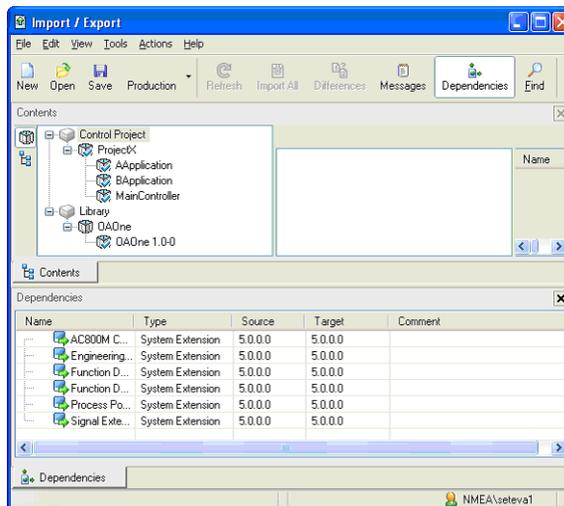 Import / Export
File Edit View Tools Actions Help
New Open Save Production Refresh Import All Differences Messages Dependencies Find
Contents
Control Project
ProjectX
AApplication
BApplication
MainController
Library
OAOne
OAOne 1.0-0
Name
Contents
Dependencies
Name Type Source Target Comment
AC800M C... System Extension 5.0.0.0 5.0.0.0
Engineering... System Extension 5.0.0.0 5.0.0.0
Function D... System Extension 5.0.0.0 5.0.0.0
Function D... System Extension 5.0.0.0 5.0.0.0
Process Po... System Extension 5.0.0.0 5.0.0.0
Signal Exte... System Extension 5.0.0.0 5.0.0.0
Dependencies
NMEA\seteva1